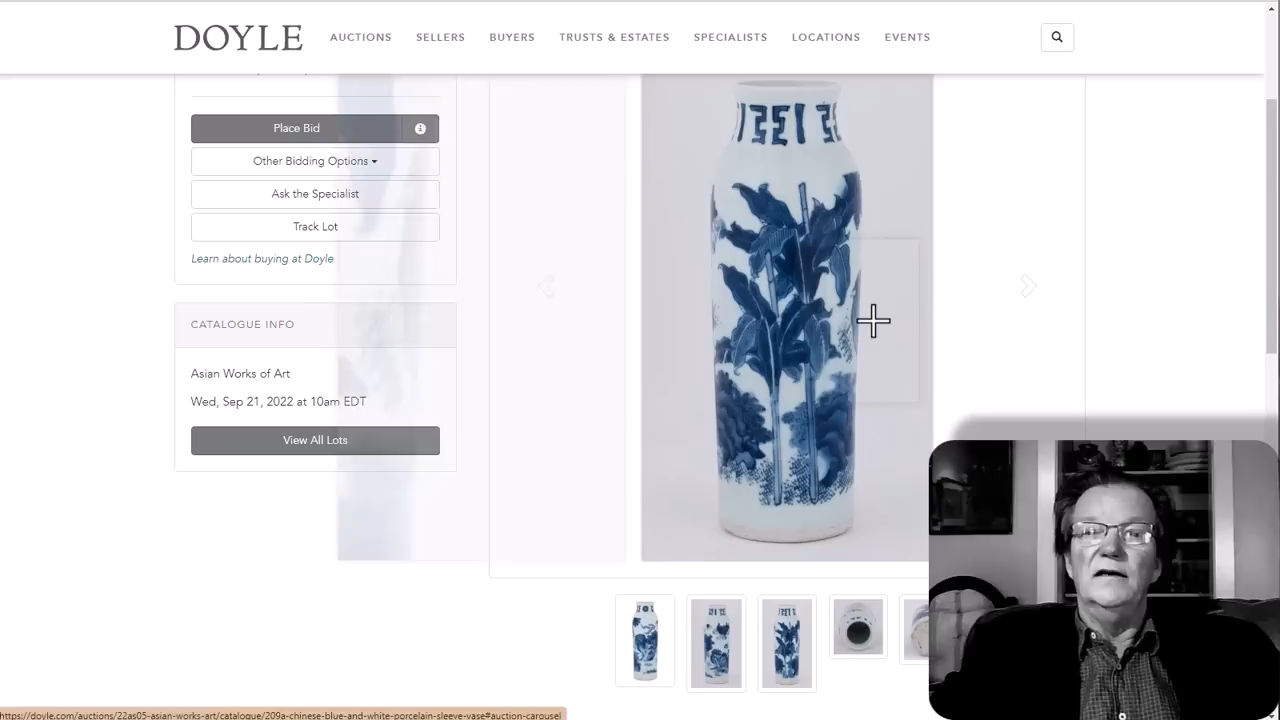 DOYLE
AUCTIONS SELLERS BUYERS TRUSTS & ESTATES SPECIALISTS LOCATIONS EVENTS
Place Bid
Other Bidding Options
Ask the Specialist
Track Lot
Learn about buying at Doyle
CATALOGUE INFO
Asian Works of Art
Wed, Sep 21, 2022 at 10am EDT
View All Lots
https://doyle.com/auctions/22as05-asian-works-art/catalogue/209a-chinese-blue-and-white-porcelain-sleeve-vase#auction-carousel